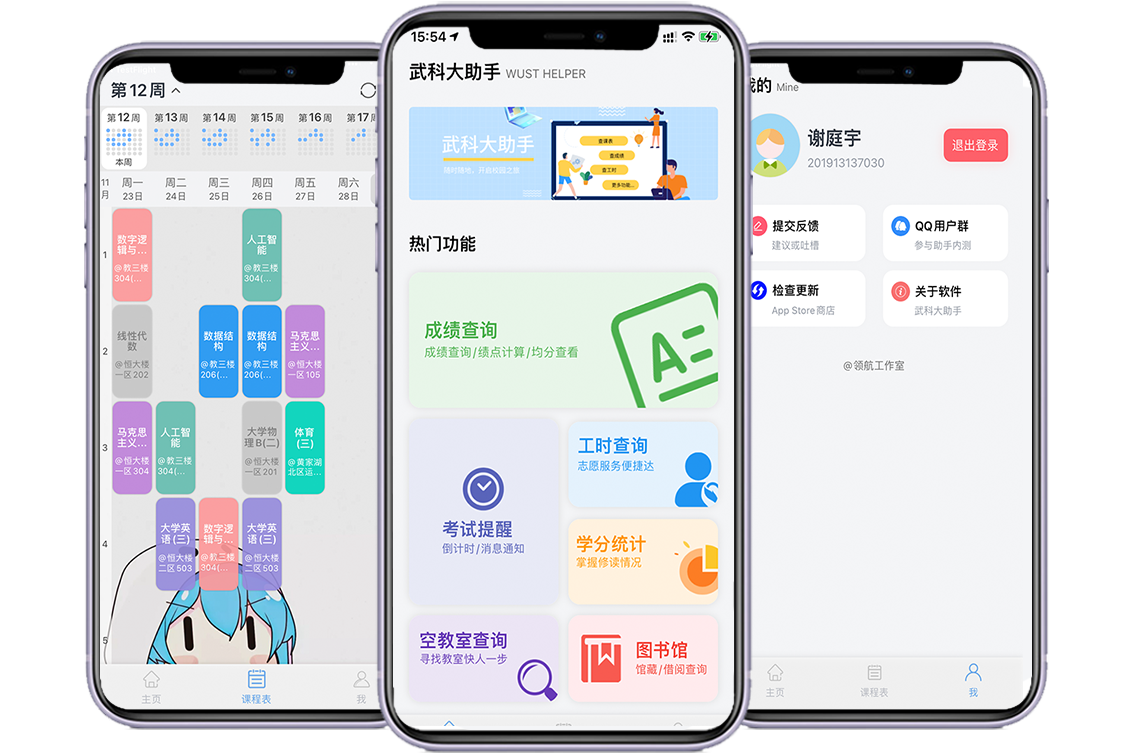 第12周
第12周 第13周 第14周 第15周 第16周 第17
本周
11月
周一 周二 周三 周四 周五 周六
23日 24日 25日 26日 27日 28日
1
数字逻辑与...
@教三楼304(...
人工智能
@教三楼304(...
2
线性代数
@恒大楼一区202
数据结构
@教三楼206(...
数据结构
@教三楼206(...
马克思主义...
@恒大楼一区105
3
马克思主义...
@恒大楼一区304
人工智能
@教三楼304(...
大学物理B(二)
@恒大楼一区201
体育(三)
@黄家湖北区运...
4
大学英语(三)
@恒大楼二区503
数字逻辑与...
@教三楼304(...
大学英语(三)
@恒大楼二区503
5
主页 课程表 我
15:54
武科大助手 WUST HELPER
武科大助手
随时随地，开启校园之旅
查课表
查成绩
查工时
更多功能...
热门功能
成绩查询
成绩查询/绩点计算/均分查看
A
考试提醒
倒计时/消息通知
工时查询
志愿服务便捷达
学分统计
掌握修读情况
空教室查询
寻找教室快人一步
图书馆
馆藏/借阅查询
我的 Mine
谢庭宇
201913137030
退出登录
提交反馈
建议或吐槽
QQ用户群
参与助手内测
检查更新
App Store商店
关于软件
武科大助手
@领航工作室
主页 课程表 我